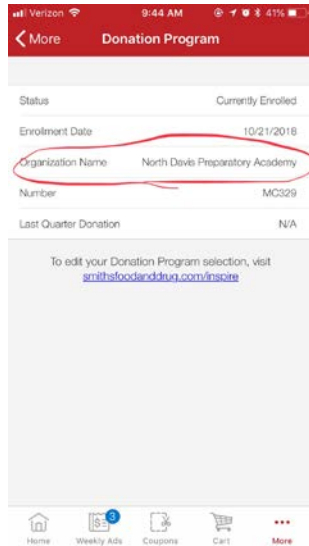 Verizon 9:44 AM 41%
More Donation Program
Status Currently Enrolled
Enrollment Date 10/21/2018
Organization Name North Davis Preparatory Academy
Number MC329
Last Quarter Donation N/A
To edit your Donation Program selection, visit
smithsfoodanddrug.com/inspire
3
Home Weekly Ads Coupons Cart More